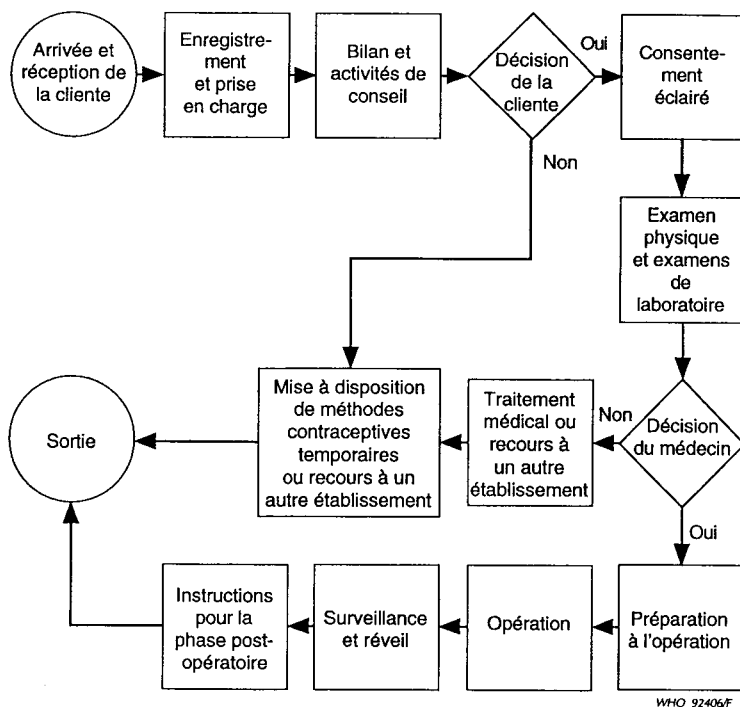 Arrivée et
réception de
la cliente
Enregistre-
ment
et prise
en charge
Bilan et
activités de
conseil
Décision
de la
cliente
Oui
Non
Consente-
ment
éclairé
Examen
physique
et examens
de
laboratoire
Décision
du médecin
Non
Oui
Traitement
médical ou
recours à
un autre
établissement
Mise à disposition
de méthodes
contraceptives
temporaires
ou recours à un
autre établissement
Sortie
Préparation
à l'opération
Opération
Surveillance
et réveil
Instructions
pour la
phase post-
opératoire
WHO 92406/F